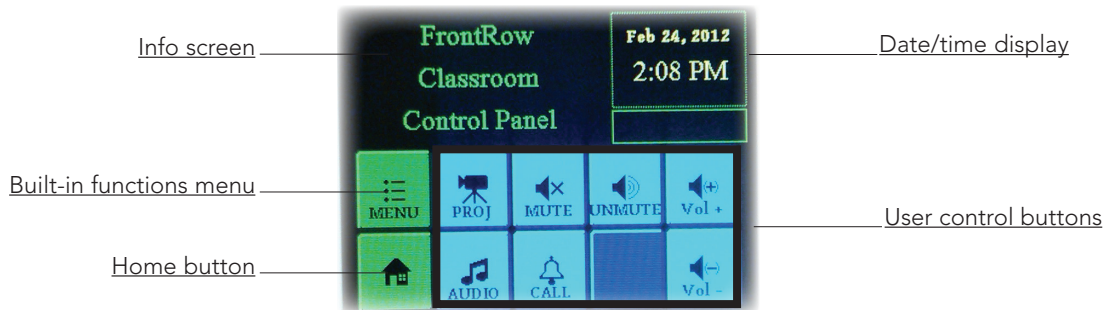 Info screen
FrontRow
Classroom
Control Panel
Feb 24, 2012
2:08 PM
Date/time display
Built-in functions menu
MENU
PROJ
MUTE
UNMUTE
Vol +
User control buttons
Home button
AUDIO
CALL
Vol -